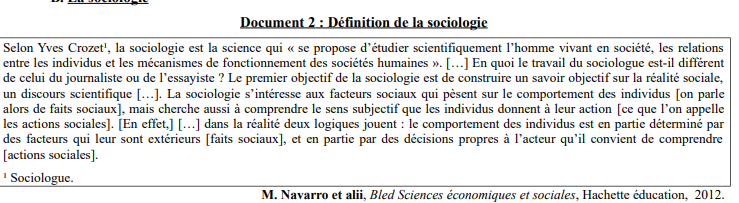 B. La sociologie
Document 2 : Définition de la sociologie
Selon Yves Crozet¹, la sociologie est la science qui « se propose d'étudier scientifiquement l'homme vivant en société, les relations
entre les individus et les mécanismes de fonctionnement des sociétés humaines ». […] En quoi le travail du sociologue est-il différent
de celui du journaliste ou de l'essayiste ? Le premier objectif de la sociologie est de construire un savoir objectif sur la réalité sociale,
un discours scientifique […]. La sociologie s'intéresse aux facteurs sociaux qui pèsent sur le comportement des individus [on parle
alors de faits sociaux], mais cherche aussi à comprendre le sens subjectif que les individus donnent à leur action [ce que l'on appelle
les actions sociales]. [En effet,] […] dans la réalité deux logiques jouent : le comportement des individus est en partie déterminé par
des facteurs qui leur sont extérieurs [faits sociaux], et en partie par des décisions propres à l'acteur qu'il convient de comprendre
[actions sociales].
¹ Sociologue.
M. Navarro et alii, Bled Sciences économiques et sociales, Hachette éducation, 2012.